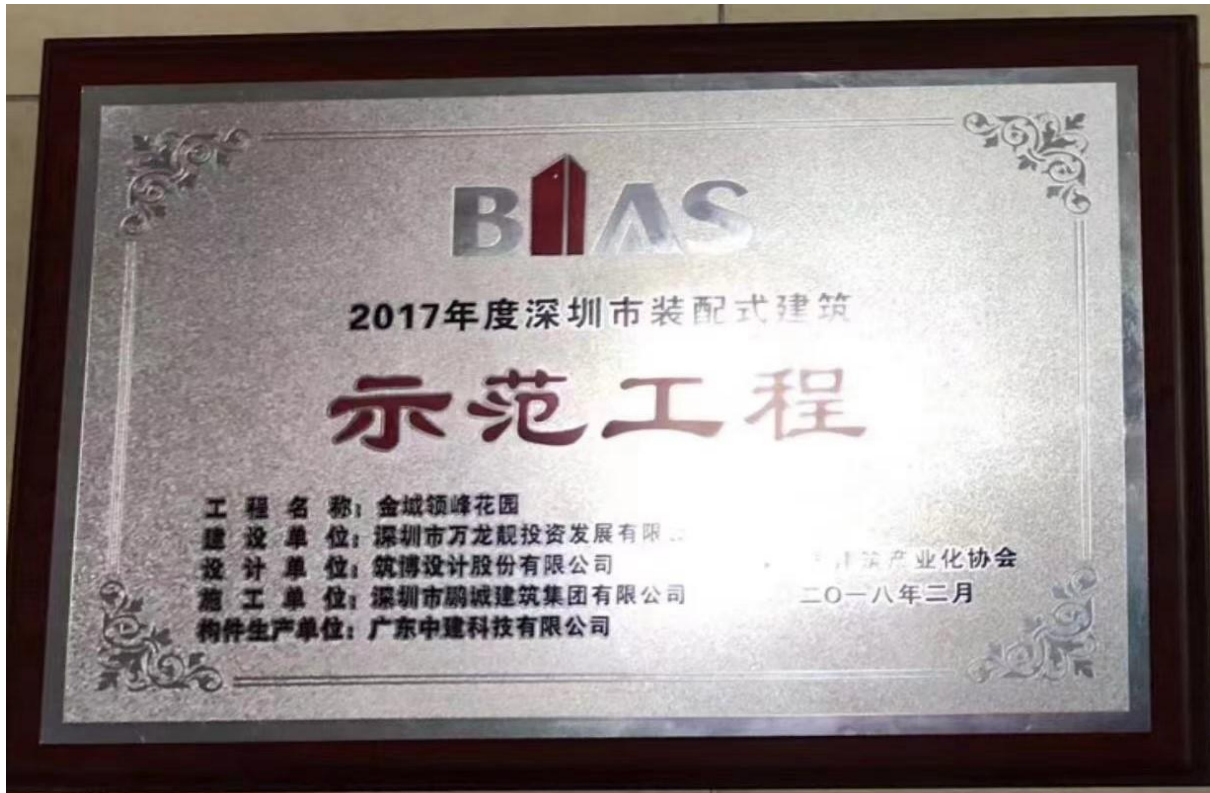 BIAS
2017年度深圳市装配式建筑
示范工程
工程名称：金域领峰花园
建设单位：深圳市万龙靓投资发展有限
设计单位：筑博设计股份有限公司
施工单位：深圳市鹏诚建筑集团有限公司
构件生产单位：广东中建科技有限公司
建筑产业化协会
二〇一八年二月